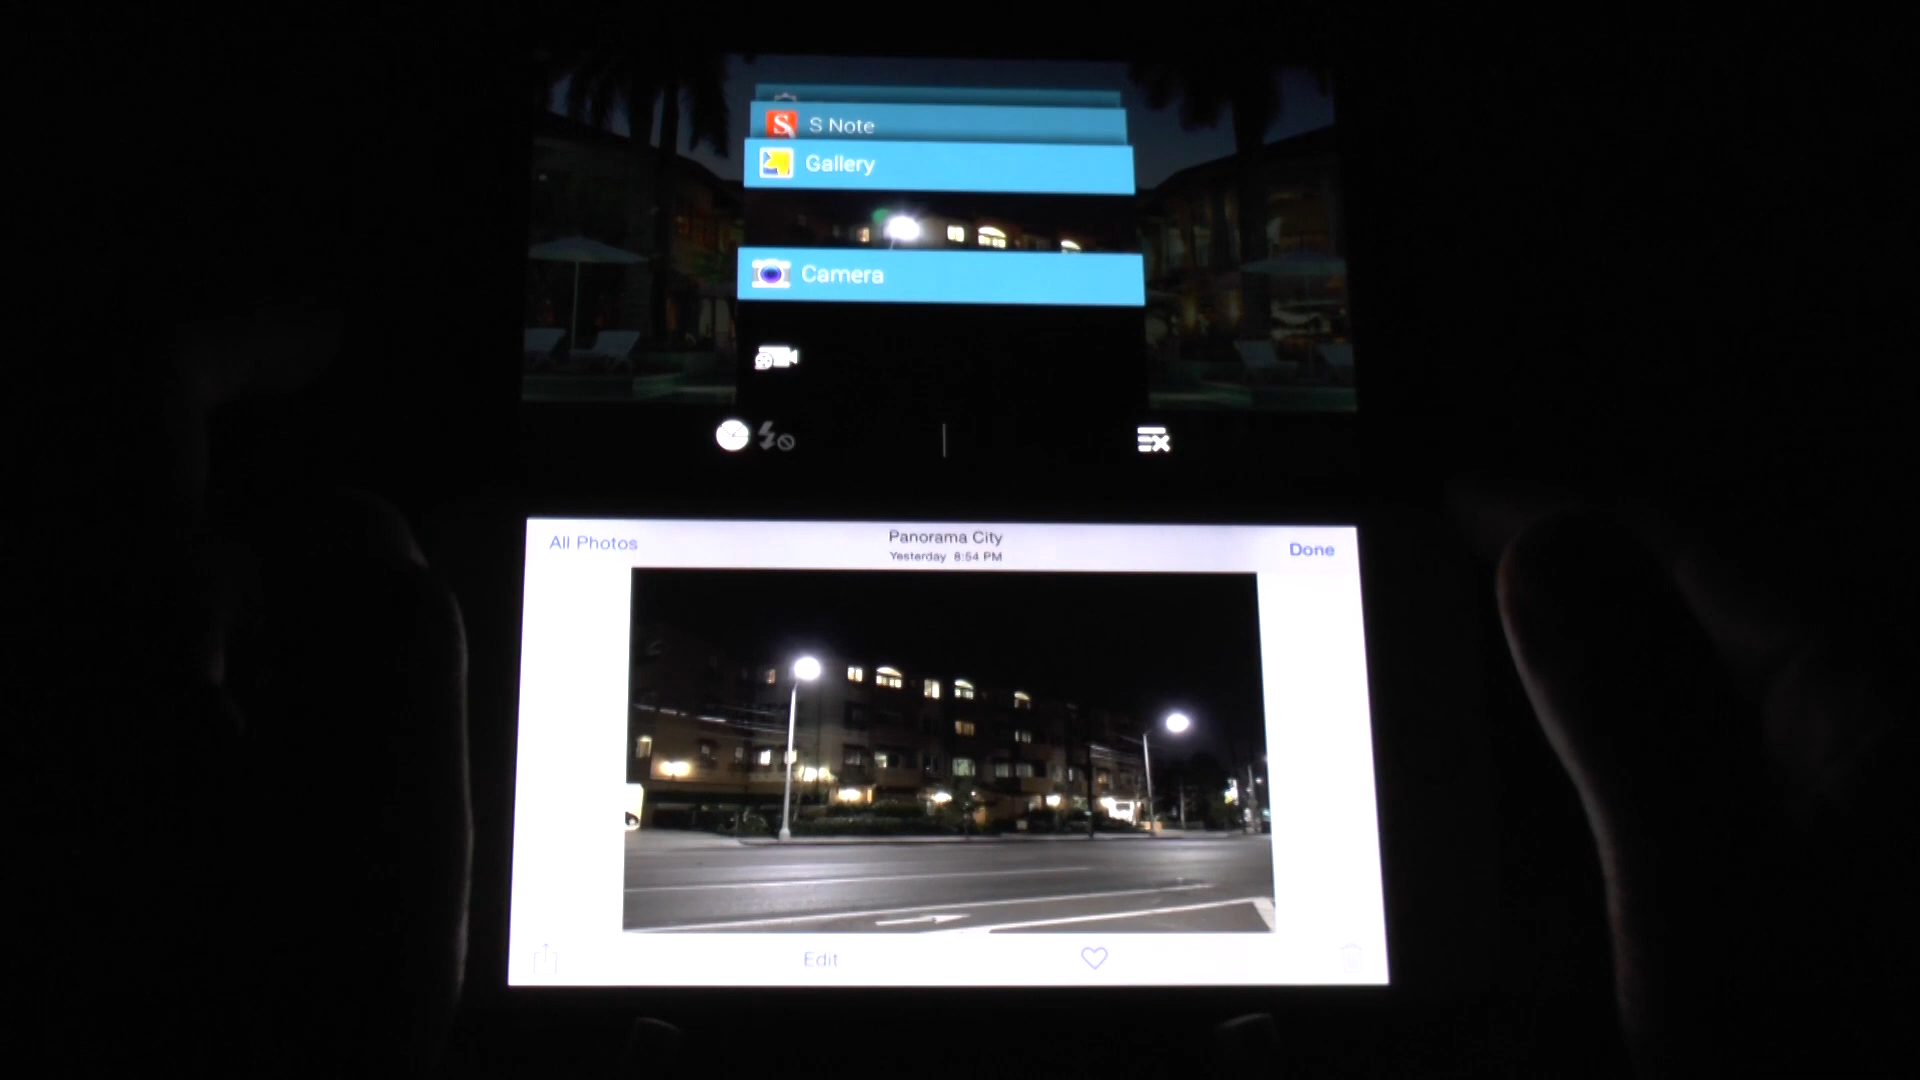 S Note
Gallery
Camera
All Photos
Panorama City
Done
Yesterday 8:54 PM
Edit